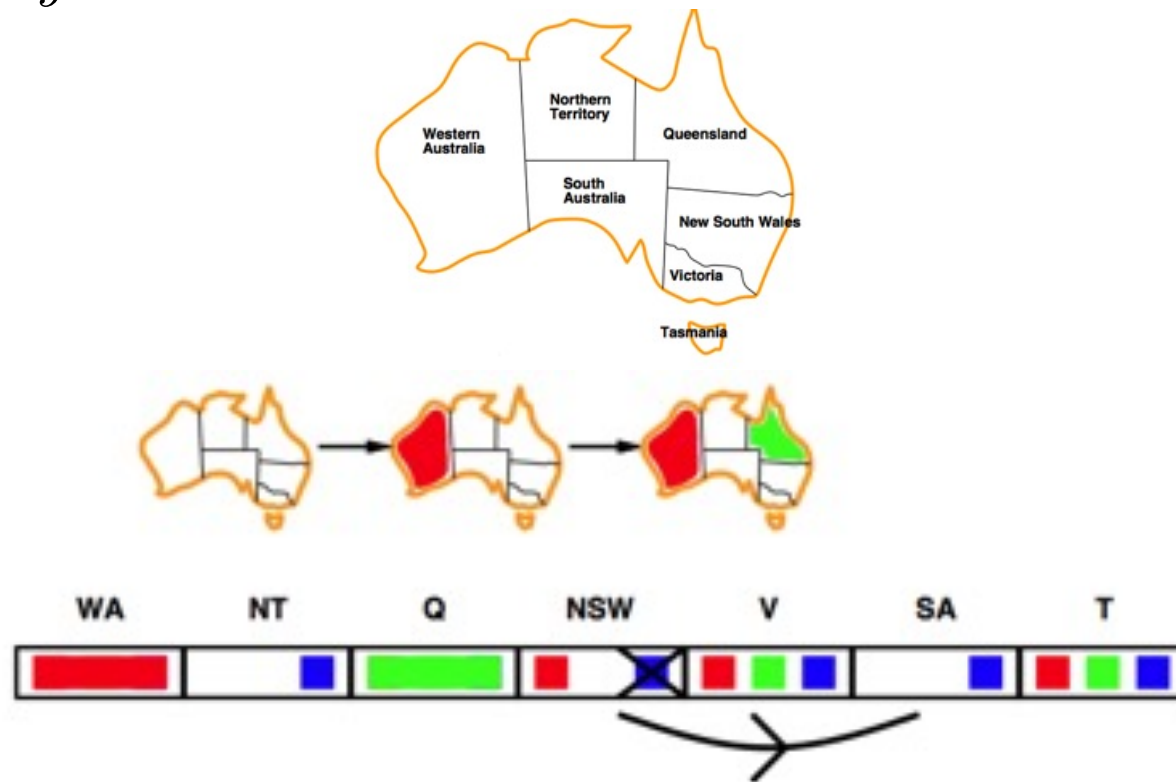 Northern
Territory
Western
Australia
Queensland
South
Australia
New South Wales
Victoria
Tasmania
WA NT Q NSW V SA T